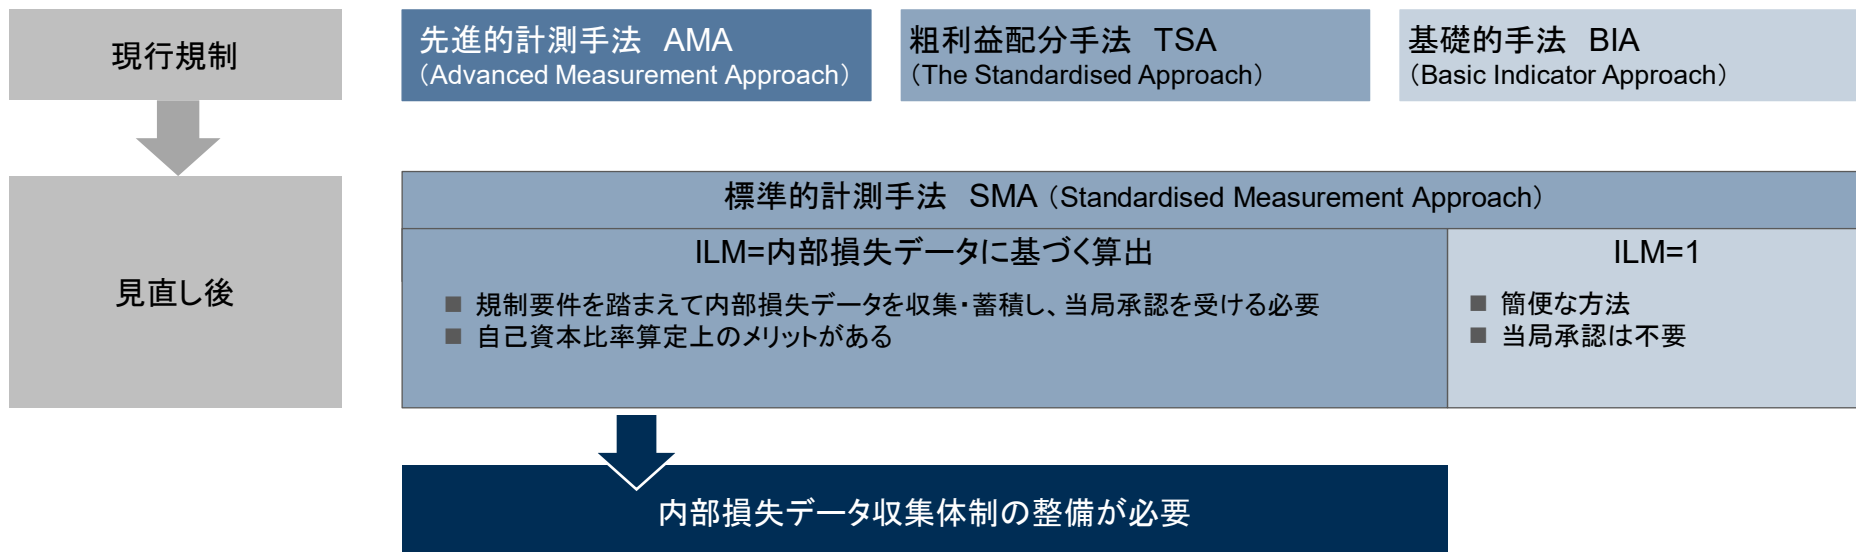 現行規制
先進的計測手法 AMA
（Advanced Measurement Approach）
粗利益配分手法 TSA
（The Standardised Approach）
基礎的手法 BIA
（Basic Indicator Approach）
見直し後
標準的計測手法 SMA（Standardised Measurement Approach）
ILM=内部損失データに基づく算出
■ 規制要件を踏まえて内部損失データを収集・蓄積し、当局承認を受ける必要
■ 自己資本比率算定上のメリットがある
ILM=1
■ 簡便な方法
■ 当局承認は不要
内部損失データ収集体制の整備が必要